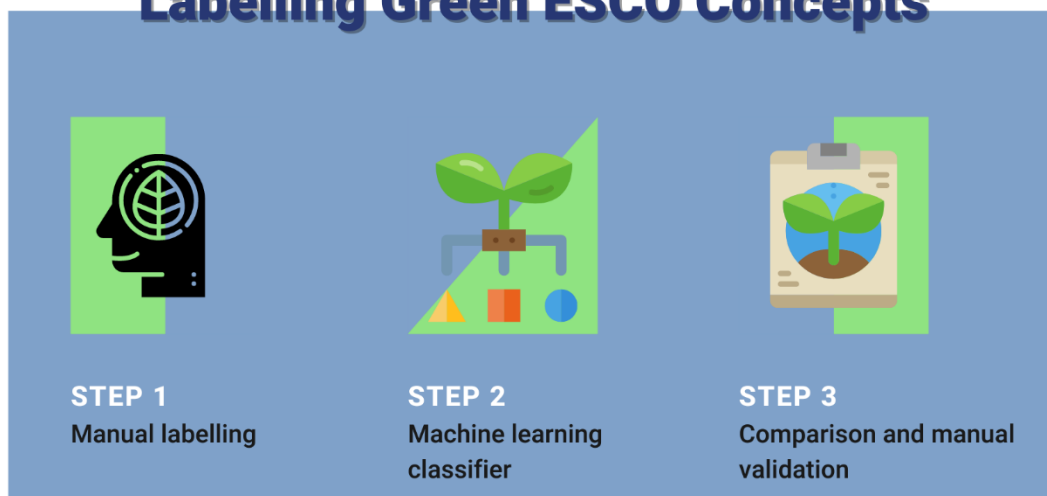 Labelling Green ESCO Concepts
STEP 1
Manual labelling
STEP 2
Machine learning
classifier
STEP 3
Comparison and manual
validation